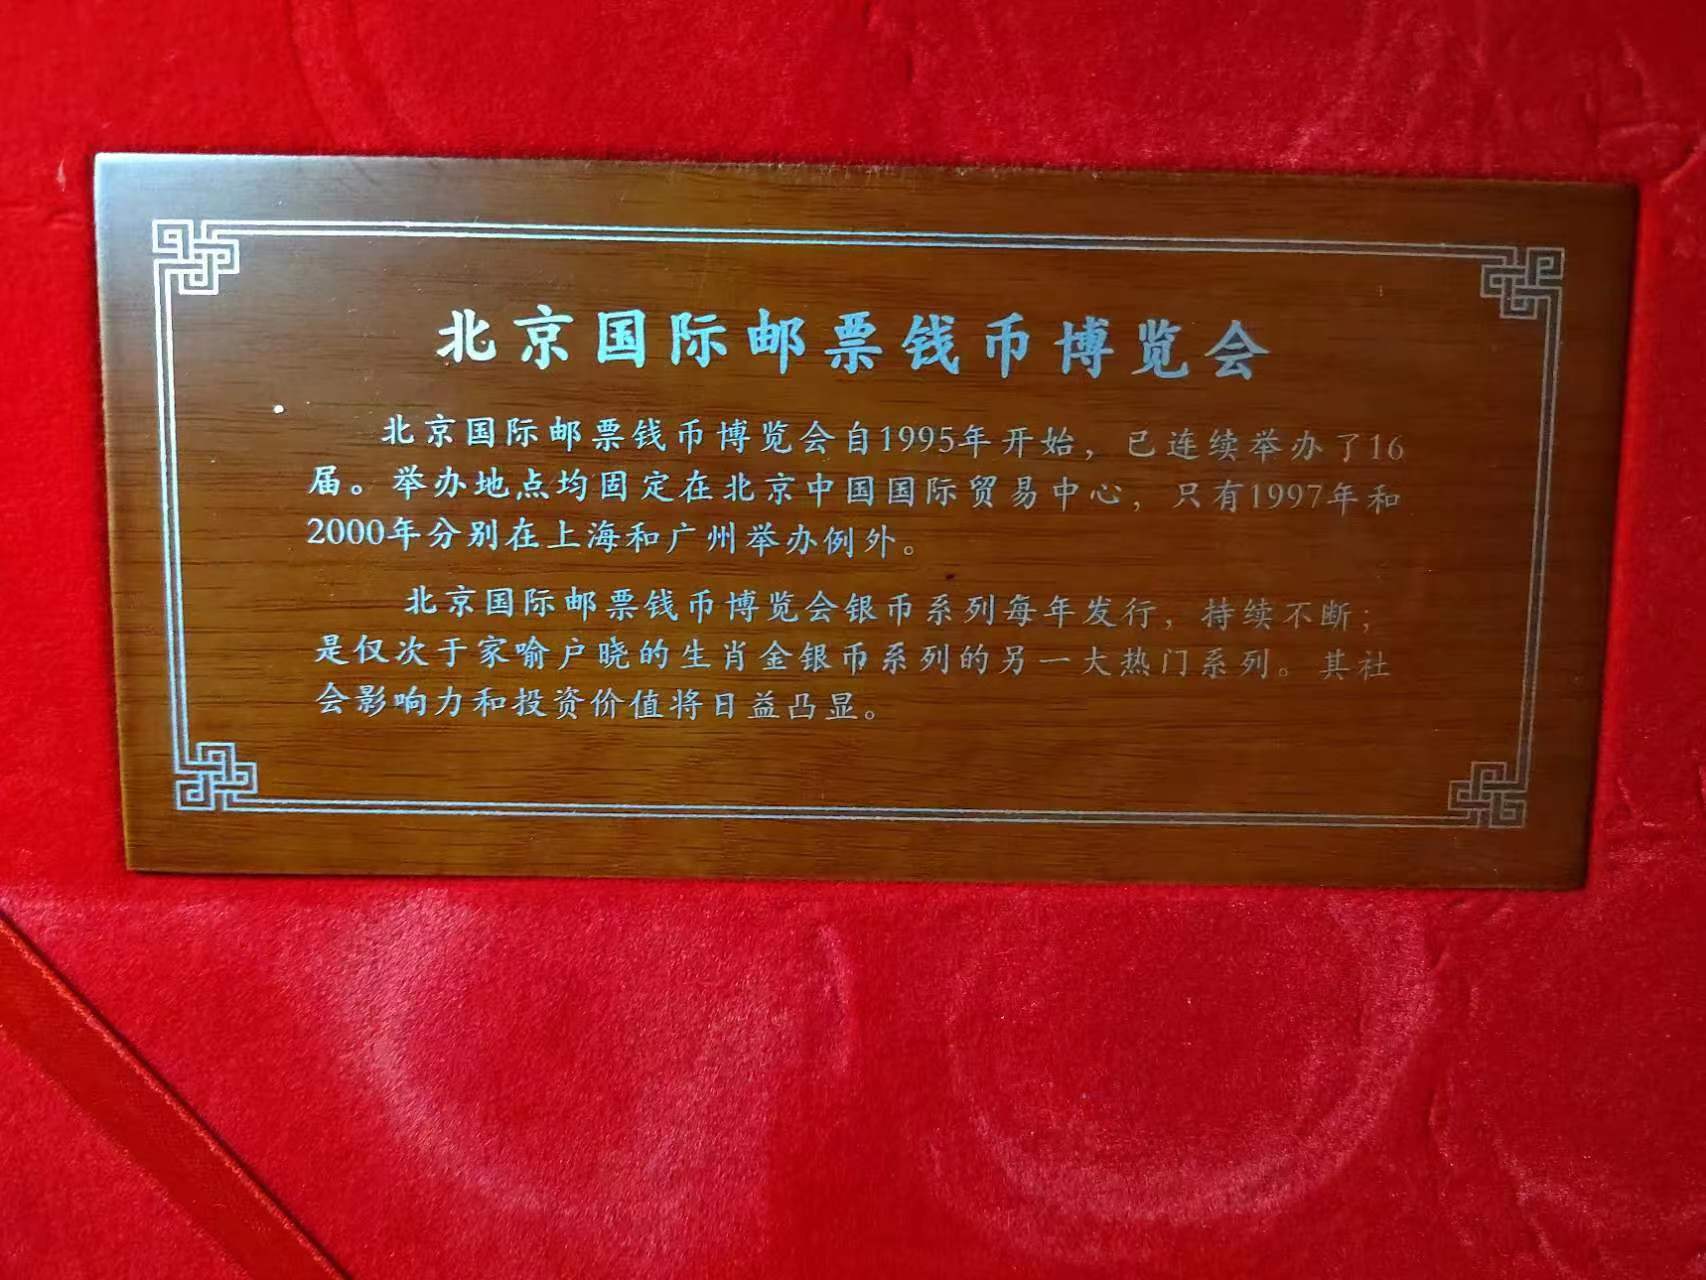 北京国际邮票钱币博览会
北京国际邮票钱币博览会自1995年开始，已连续举办了16
届。举办地点均固定在北京中国国际贸易中心，只有1997年和
2000年分别在上海和广州举办例外。
北京国际邮票钱币博览会银币系列每年发行，持续不断；
是仅次于家喻户晓的生肖金银币系列的另一大热门系列。其社
会影响力和投资价值将日益凸显。